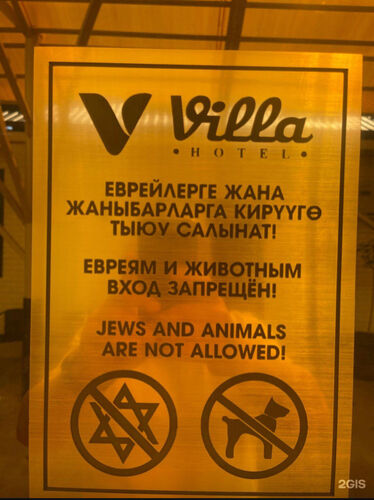 V Villa
• HOTEL •
ЕВРЕЙЛЕРГЕ ЖАНА
ЖАНЫБАРЛАРГА КИРҮҮГӨ
ТЫЮУ САЛЫНАТ!
ЕВРЕЯМ И ЖИВОТНЫМ
ВХОД ЗАПРЕЩЁН!
JEWS AND ANIMALS
ARE NOT ALLOWED!
2GIS